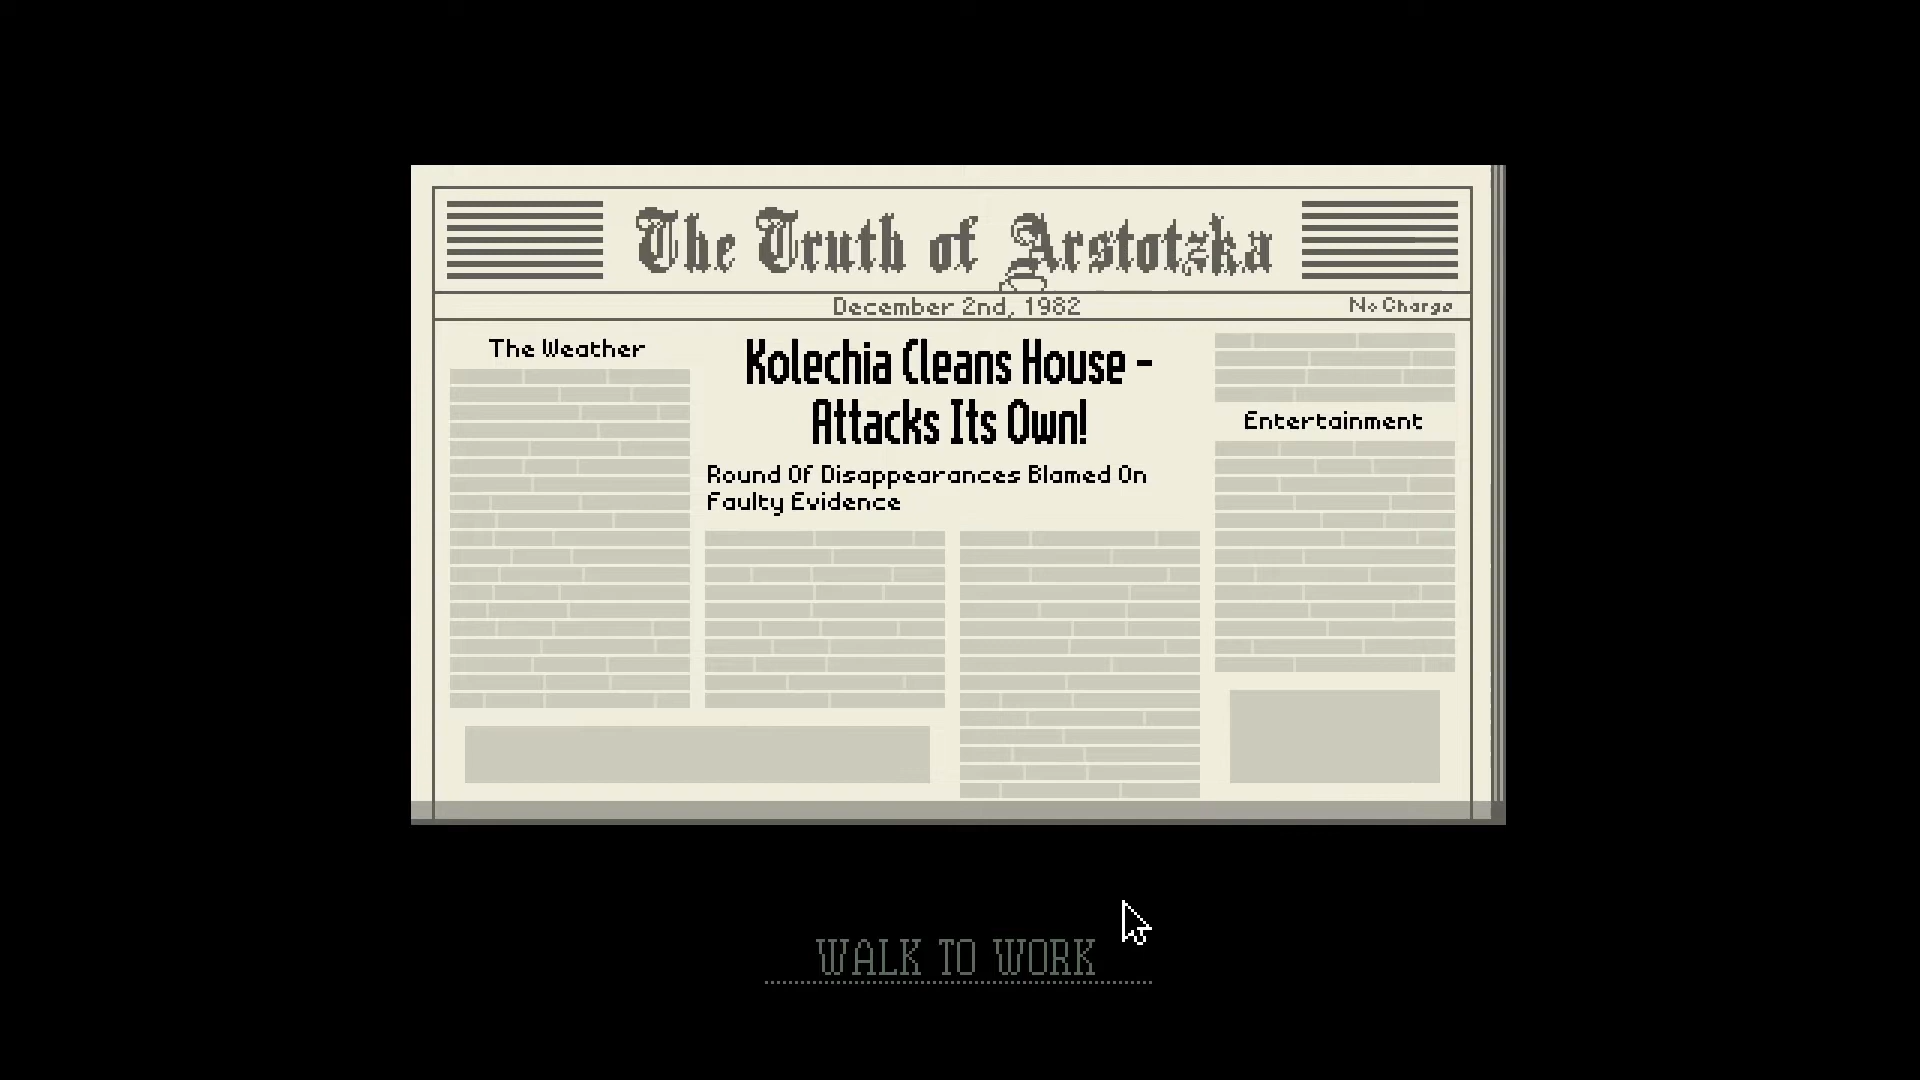 The Truth of Arstotzka
December 2nd, 1982
No Charge
The Weather
Kolechia Cleans House -
Attacks Its Own!
Round Of Disappearances Blamed On
Faulty Evidence
Entertainment
WALK TO WORK